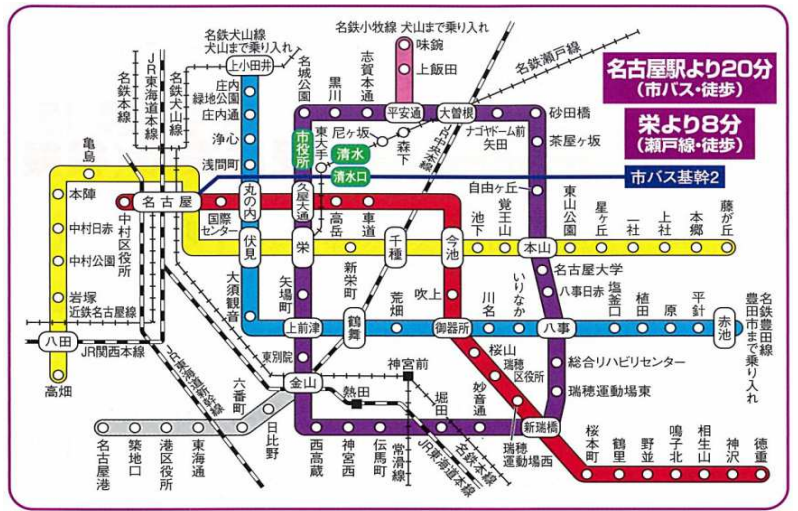 名鉄小牧線 犬山まで乗り入れ
名鉄犬山線
犬山まで乗り入れ
上小田井
味鋺
上飯田
名鉄瀬戸線
名古屋駅より20分
(市バス・徒歩)
栄より8分
(瀬戸線・徒歩)
市バス基幹2
名鉄本線
JR東海道本線
名鉄犬山線
庄内
緑地公園
庄内通
浄心
浅間町
丸の内
名城公園
黒川
志賀本通
平安通
大曽根
ナゴヤドーム前
矢田
砂田橋
茶屋ヶ坂
自由ヶ丘
市役所
東大手
尼ヶ坂
清水
清水口
森下
JR中央本線
亀島
本陣
中村日赤
中村公園
岩塚
近鉄名古屋線
八田
JR関西本線
高畑
名古屋
中村区役所
国際
センター
久屋大通
高岳
車道
伏見
栄
新栄町
千種
今池
池下
覚王山
本山
東山公園
星ヶ丘
一社
上社
本郷
藤が丘
大須観音
矢場町
上前津
鶴舞
荒畑
吹上
御器所
川名
いりなか
八事
名古屋大学
八事日赤
塩釜口
植田
原
平針
赤池
名鉄豊田線
豊田市まで乗り入れ
東別院
金山
JR東海道新幹線
六番町
日比野
東海通
港区役所
築地口
名古屋港
熱田
神宮前
堀田
西高蔵
神宮西
伝馬町
常滑線
名鉄本線
JR東海道本線
妙音通
桜山
瑞穂
区役所
瑞穂
運動場西
新瑞橋
総合リハビリセンター
瑞穂運動場東
桜本町
鶴里
野並
鳴子北
相生山
神沢
徳重